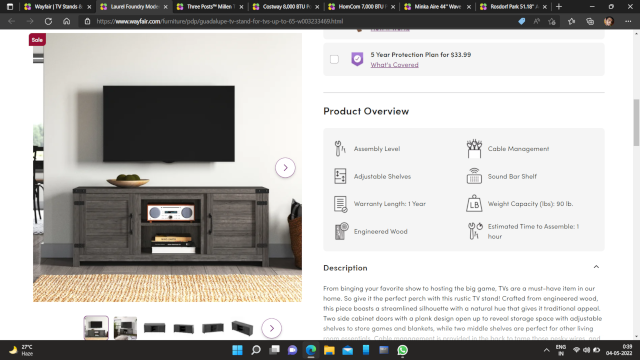 Wayfair | TV Stands &
Laurel Foundry Modern
Three Posts™ Millen T
Costway 8,000 BTU P
HomCom 7,000 BTU P
Minka Aire 44" Wave
Rosdorf Park 51.18" A
https://www.wayfair.com/furniture/pdp/guadalupe-tv-stand-for-tvs-up-to-65-w003233469.html
Sale
5 Year Protection Plan for $33.99
What's Covered
Product Overview
Assembly Level
Cable Management
Adjustable Shelves
Sound Bar Shelf
Warranty Length: 1 Year
LB
Weight Capacity (lbs): 90 lb.
Engineered Wood
Estimated Time to Assemble: 1
hour
Description
From binging your favorite show to hosting the big game, TVs are a must-have item in our
home. So give it the perfect perch with this rustic TV stand! Crafted from engineered wood,
this piece boasts a streamlined silhouette with a natural hue that gives it traditional appeal.
Two side cabinet doors with a plank design open up to reveal storage space with adjustable
shelves to store games and blankets, while two middle shelves are perfect for other living
27°C
Haze
ENG
IN
0:39
04-05-2022